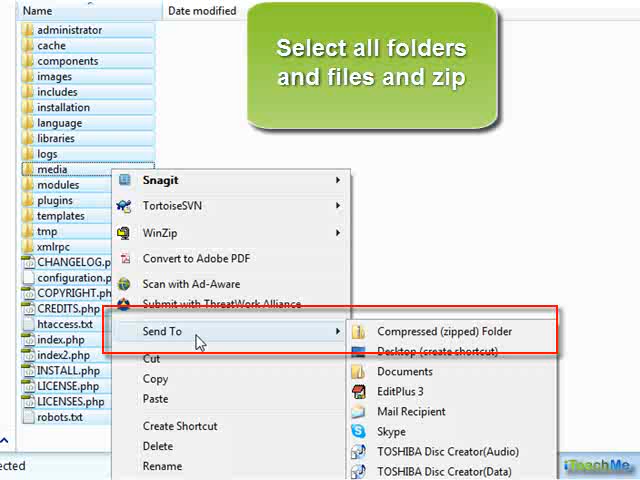 Name
Date modified
Select all folders
and files and zip
administrator
cache
components
images
includes
installation
language
libraries
logs
media
modules
plugins
templates
tmp
xmlrpc
CHANGELOG.p
configuration.p
COPYRIGHT.ph
CREDITS.php
htaccess.txt
index.php
index2.php
INSTALL.php
LICENSE.php
LICENSES.php
robots.txt
Snagit
TortoiseSVN
WinZip
Convert to Adobe PDF
Scan with Ad-Aware
Submit with ThreatWork Alliance
Send To
Cut
Copy
Paste
Create Shortcut
Delete
Rename
Compressed (zipped) Folder
Desktop (create shortcut)
Documents
EditPlus 3
Mail Recipient
Skype
TOSHIBA Disc Creator(Audio)
TOSHIBA Disc Creator(Data)
ected
iTeachMe